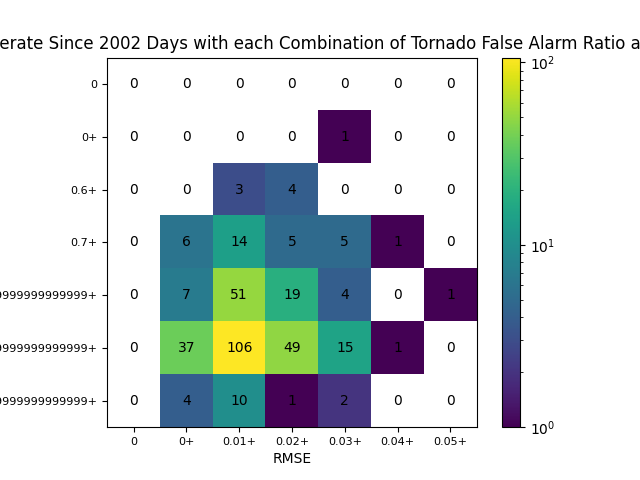 erate Since 2002 Days with each Combination of Tornado False Alarm Ratio a
0 0 0 0 0 0 0 0
0+ 0 0 0 0 1 0 0
0.6+ 0 0 3 4 0 0 0
0.7+ 0 6 14 5 5 1 0
9999999999999+ 0 7 51 19 4 0 1
9999999999999+ 0 37 106 49 15 1 0
9999999999999+ 0 4 10 1 2 0 0
0 0+ 0.01+ 0.02+ 0.03+ 0.04+ 0.05+
RMSE
10²
10¹
10⁰